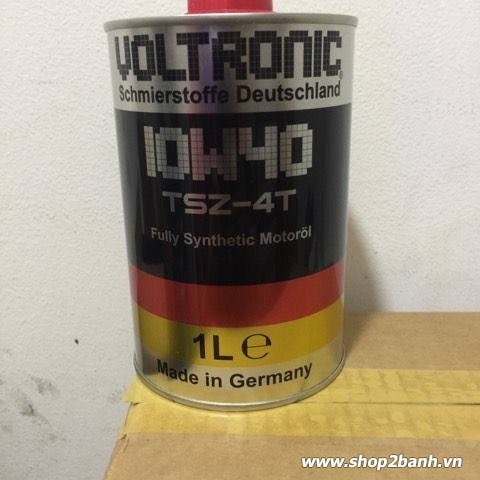 VOLTRONIC®
Schmierstoffe Deutschland
10W40
TSZ-4T
Fully Synthetic Motoröl
1L ℮
Made in Germany
www.shop2banh.vn